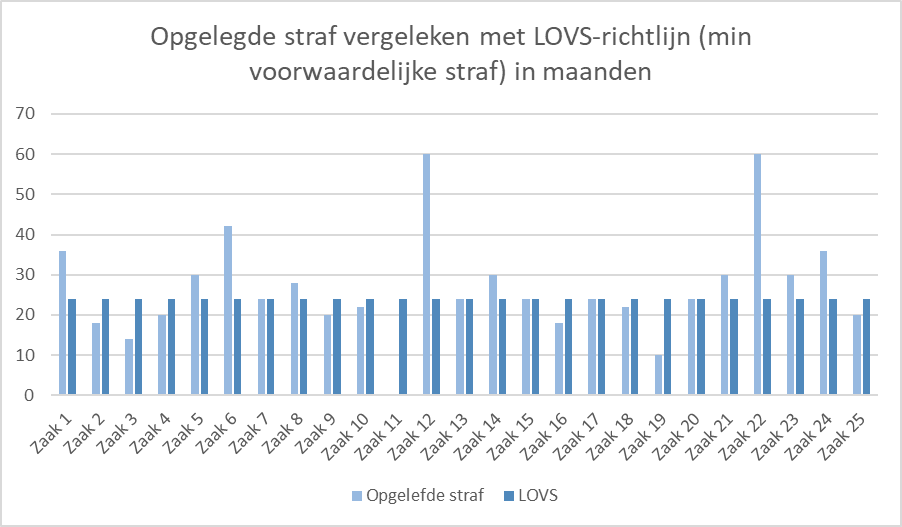 Opgelegde straf vergeleken met LOVS-richtlijn (min
voorwaardelijke straf) in maanden
70
60
50
40
30
20
10
0
Zaak 1
Zaak 2
Zaak 3
Zaak 4
Zaak 5
Zaak 6
Zaak 7
Zaak 8
Zaak 9
Zaak 10
Zaak 11
Zaak 12
Zaak 13
Zaak 14
Zaak 15
Zaak 16
Zaak 17
Zaak 18
Zaak 19
Zaak 20
Zaak 21
Zaak 22
Zaak 23
Zaak 24
Zaak 25
Opgelefde straf
LOVS